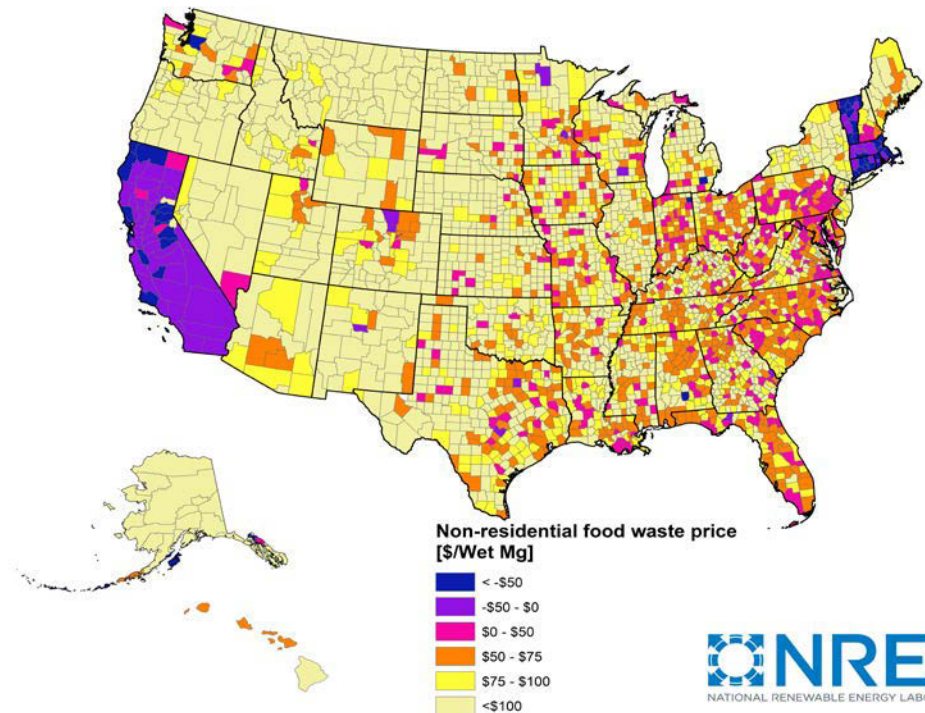 Non-residential food waste price
[$/Wet Mg]
< -$50
-$50 - $0
$0 - $50
$50 - $75
$75 - $100
<$100
NRE
NATIONAL RENEWABLE ENERGY LABO